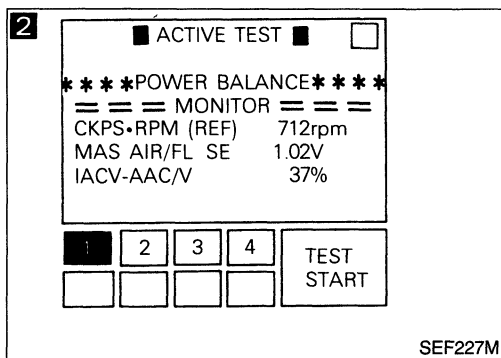 2
■ ACTIVE TEST ■
✱✱✱✱POWER BALANCE✱✱✱✱
= = = MONITOR = = =
CKPS•RPM (REF) 712rpm
MAS AIR/FL SE 1.02V
IACV-AAC/V 37%
1 2 3 4 TEST
START
SEF227M